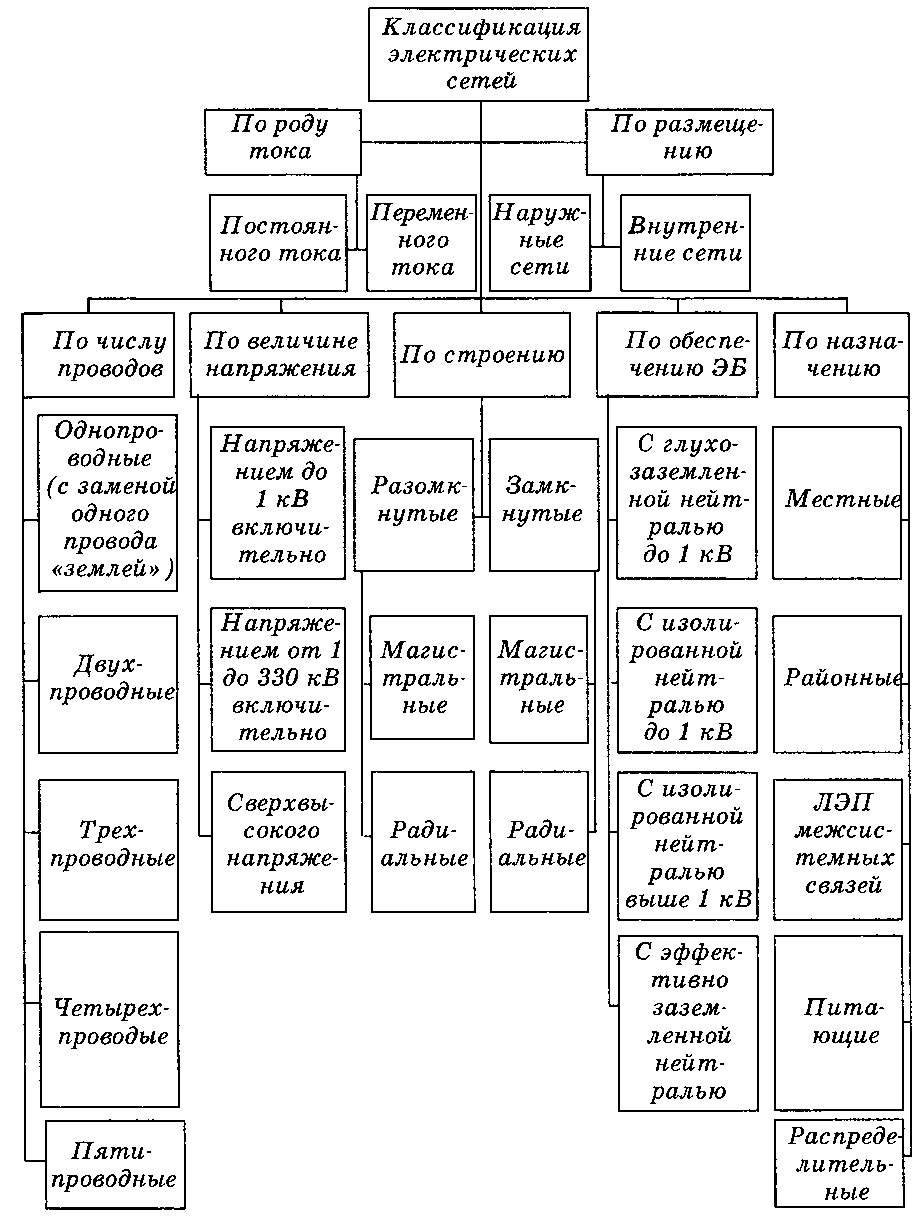 Классификация
электрических
сетей
По роду
тока
По размеще-
нию
Постоян-
ного тока
Перемен-
ного
тока
Наруж-
ные
сети
Внутрен-
ние сети
По числу
проводов
По величине
напряжения
По строению
По обеспе-
чению ЭБ
По назна-
чению
Однопро-
водные
(с заменой
одного
провода
«землей»)
Двух-
проводные
Трех-
проводные
Четырех-
проводые
Пяти-
проводные
Напряже-
нием до
1 кВ
включи-
тельно
Напряже-
нием от 1
до 330 кВ
включи-
тельно
Сверхвы-
сокого
напряже-
ния
Разомк-
нутые
Магис-
траль-
ные
Ради-
альные
Замк-
нутые
Магис-
траль-
ные
Ради-
альные
С глухо-
заземлен-
ной ней-
тралью
до 1 кВ
С изоли-
рованной
нейт-
ралью
до 1 кВ
С изоли-
рованной
нейт-
ралью
выше 1 кВ
С эффек-
тивно
зазем-
ленной
нейт-
ралью
Местные
Районные
ЛЭП
межсис-
темных
связей
Пита-
ющие
Распреде-
литель-
ные